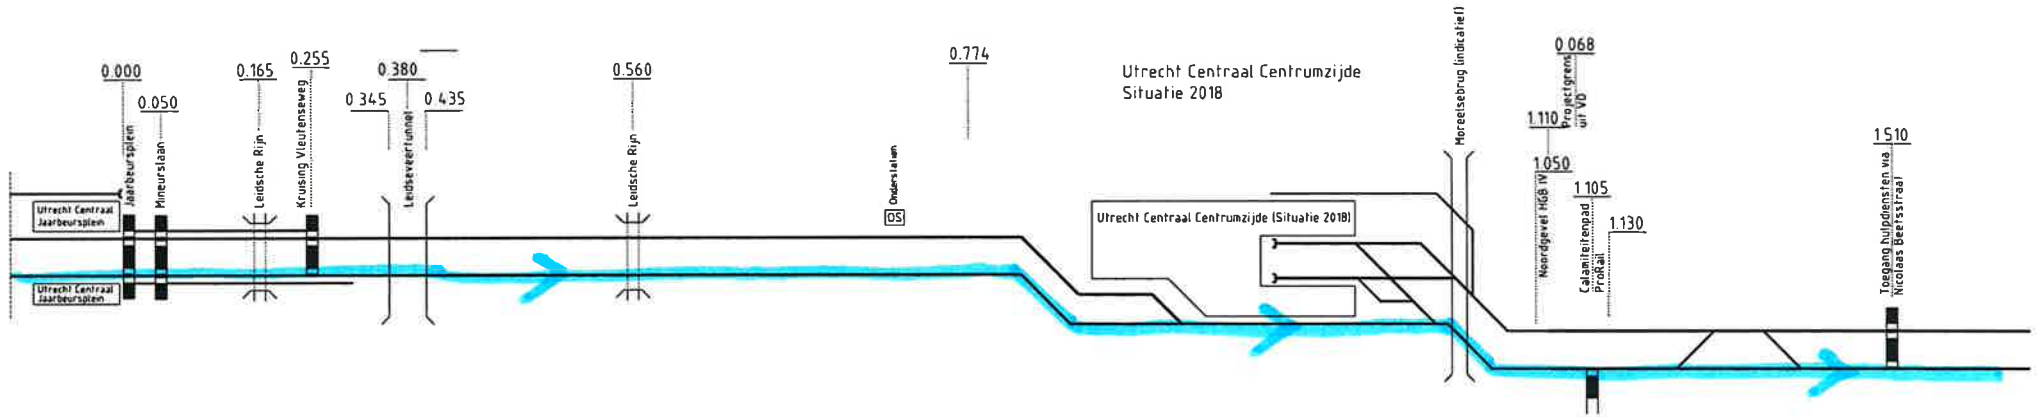 0.000
0.050
0.165
0.255
0.345
0.380
0.435
0.560
0.774
Utrecht Centraal Centrumzijde
Situatie 2018
Moreelsebrug (indicatief)
0.068
Projectgrens
uit VO
1.110
1.050
1.105
1.130
1.510
Jaarbeursplein
Mineurslaan
Leidsche Rijn
Kruising Vleutenseweg
Leidseveertunnel
Leidsche Rijn
Onderstation
OS
Utrecht Centraal
Jaarbeursplein
Utrecht Centraal
Jaarbeursplein
Utrecht Centraal Centrumzijde (Situatie 2018)
Noordgevel HGB IV
Calamiteitenpad
ProRail
Toegang hulpdiensten via
Nicolaas Beetsstraat